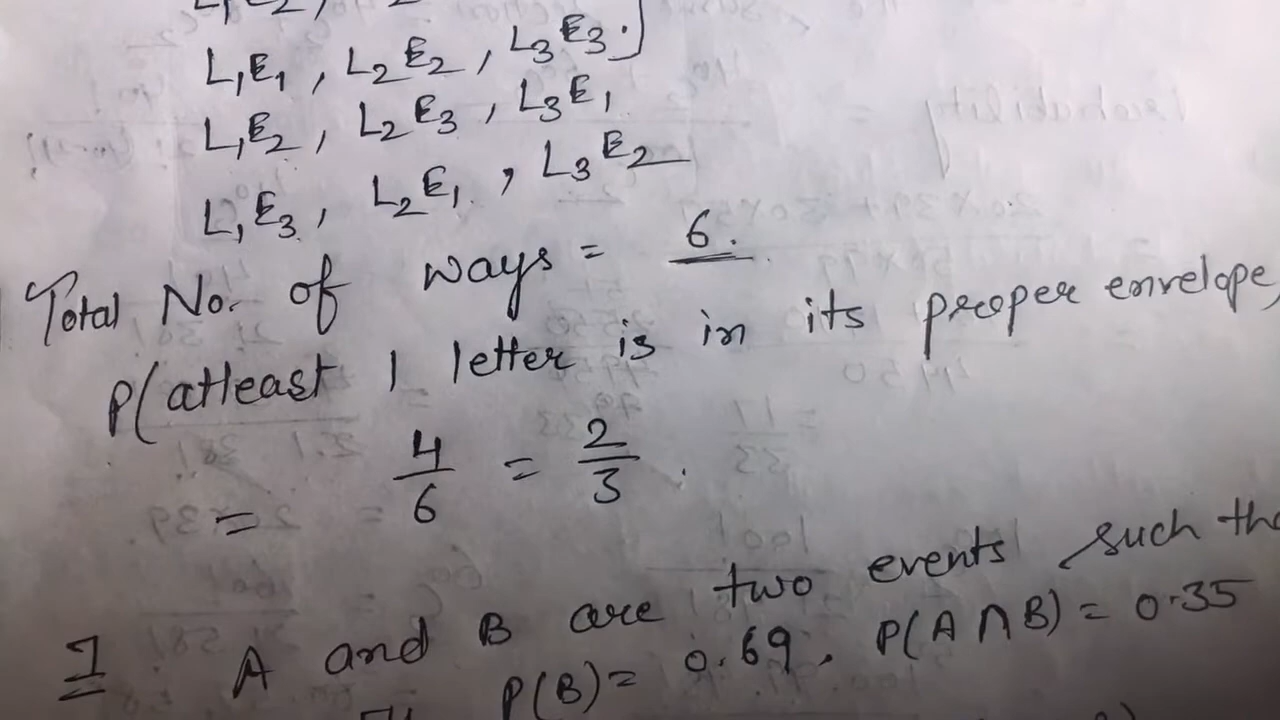 L₁E₁, L₂E₂, L₃E₃.}
L₁E₂, L₂E₃, L₃E₁
L₁E₃, L₂E₁, L₃E₂
Total No. of ways = 6.
P(atleast 1 letter is in its proper envelope)
= 4/6 = 2/3.
I A and B are two events such
P(B)= 0.69, P(A∩B) = 0.35